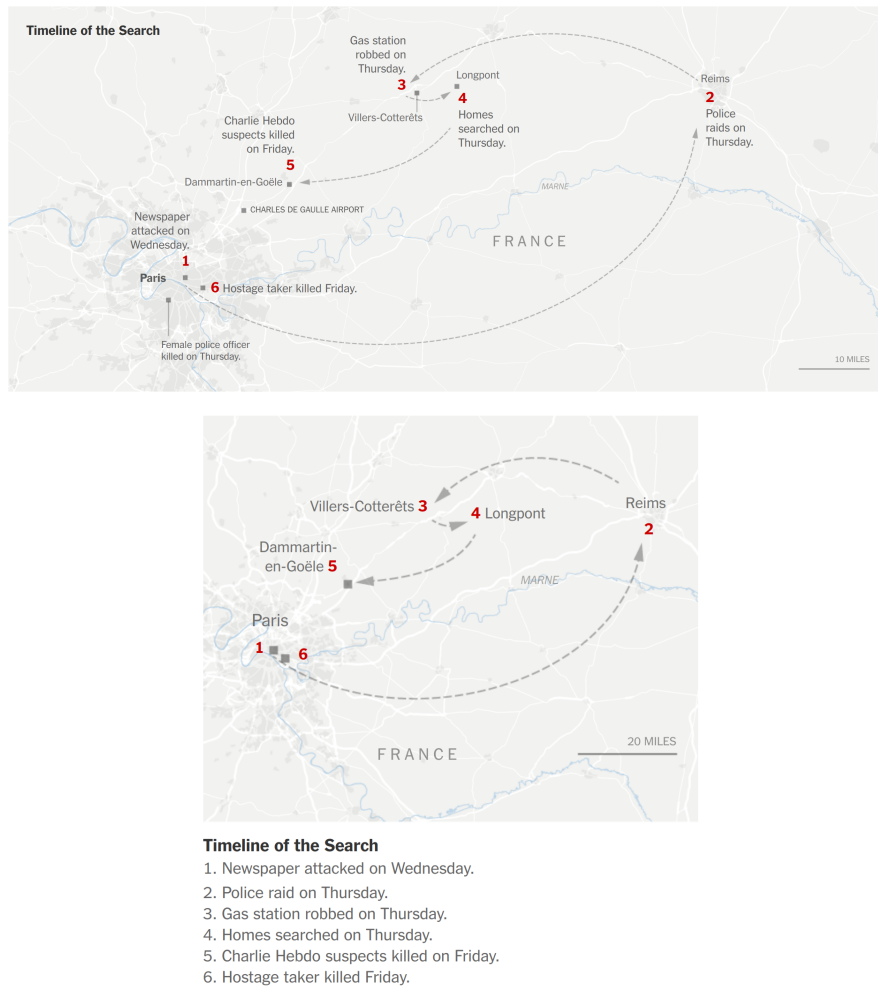 Timeline of the Search
Gas station
robbed on
Thursday.
3
Longpont
4
Villers-Cotterêts
Homes
searched on
Thursday.
Reims
2
Police
raids on
Thursday.
Charlie Hebdo
suspects killed
on Friday.
5
Dammartin-en-Goële
MARNE
CHARLES DE GAULLE AIRPORT
Newspaper
attacked on
Wednesday.
1
FRANCE
Paris
6 Hostage taker killed Friday.
Female police officer
killed on Thursday.
10 MILES
Villers-Cotterêts 3
4 Longpont
Reims
2
Dammartin-
en-Goële 5
MARNE
Paris
1
6
20 MILES
FRANCE
Timeline of the Search
1. Newspaper attacked on Wednesday.
2. Police raid on Thursday.
3. Gas station robbed on Thursday.
4. Homes searched on Thursday.
5. Charlie Hebdo suspects killed on Friday.
6. Hostage taker killed Friday.